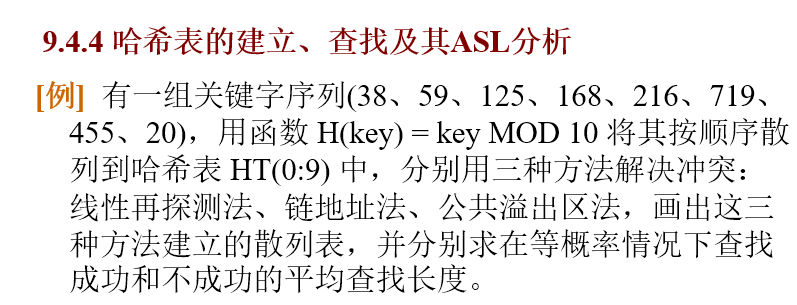 9.4.4 哈希表的建立、查找及其ASL分析
[例] 有一组关键字序列(38、59、125、168、216、719、
455、20)，用函数 H(key) = key MOD 10 将其按顺序散
列到哈希表 HT(0:9) 中，分别用三种方法解决冲突：
线性再探测法、链地址法、公共溢出区法，画出这三
种方法建立的散列表，并分别求在等概率情况下查找
成功和不成功的平均查找长度。